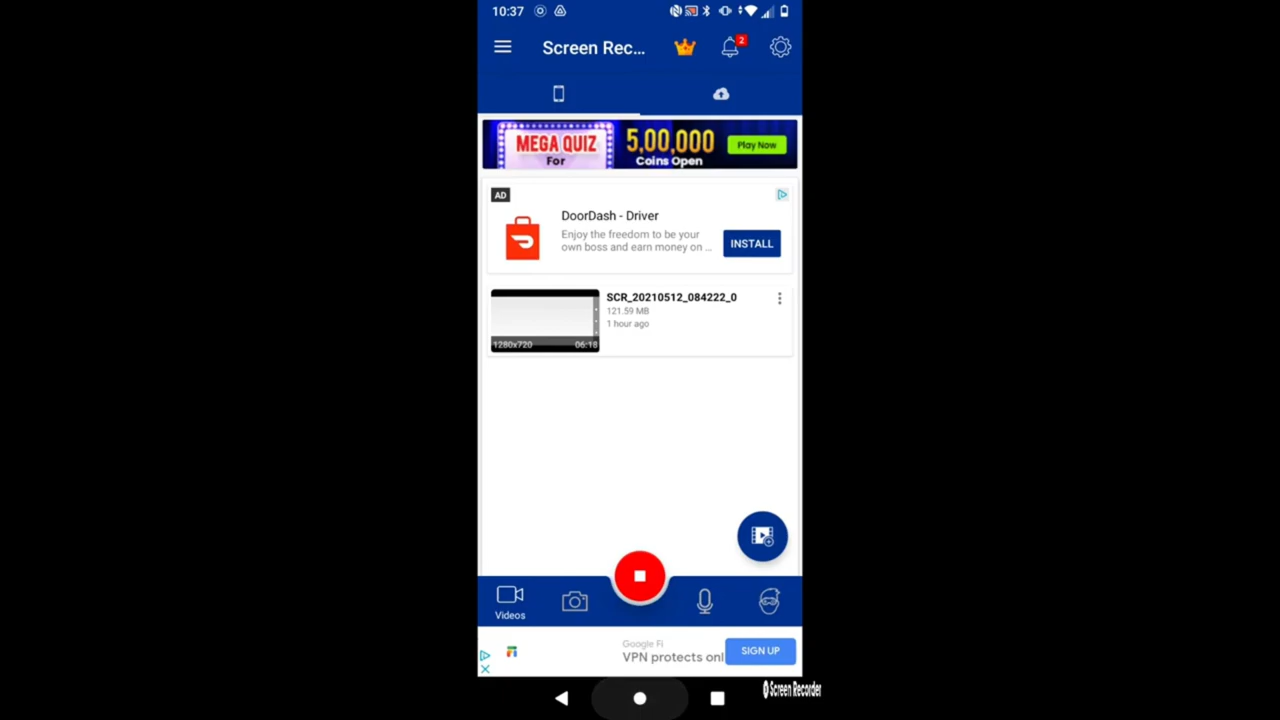 10:37
Screen Rec...
2
MEGA QUIZ
For
5,00,000
Coins Open
Play Now
AD
DoorDash - Driver
Enjoy the freedom to be your
own boss and earn money on ...
INSTALL
SCR_20210512_084222_0
121.59 MB
1 hour ago
1280x720
06:18
Videos
Google Fi
VPN protects onl
SIGN UP
Screen Recorder